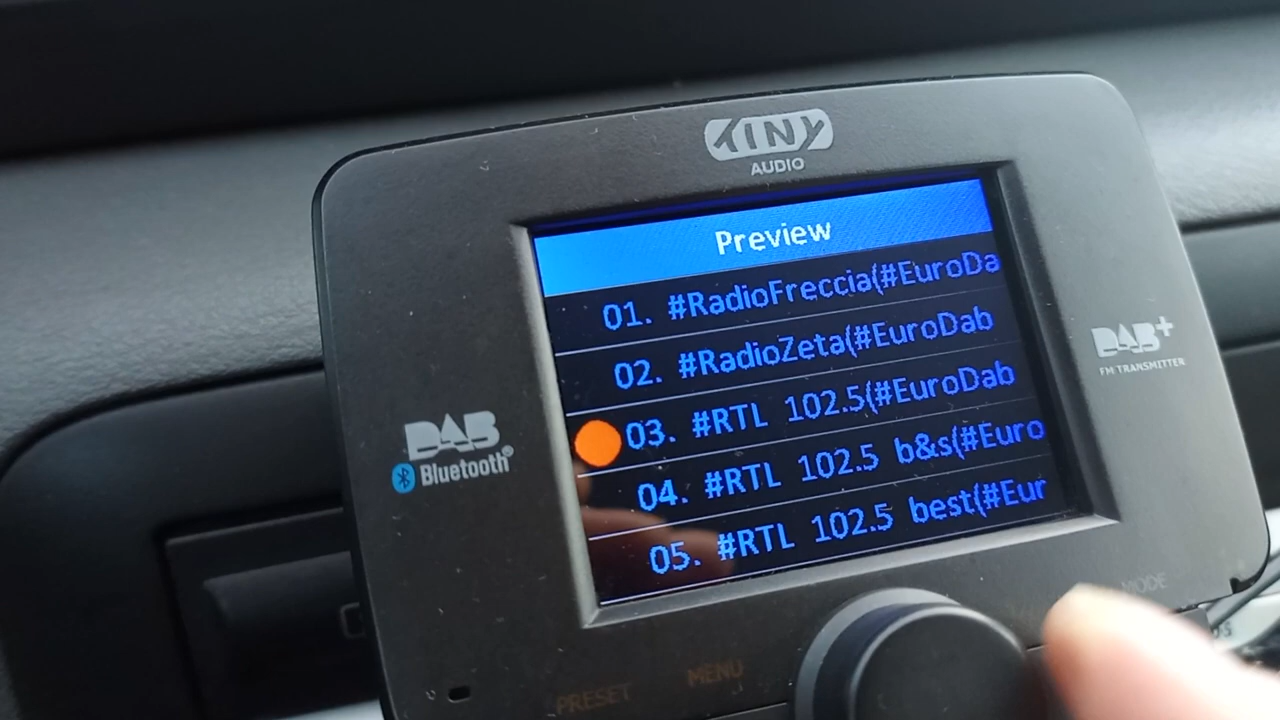 TINY
AUDIO
Preview
01. #RadioFreccia(#EuroDa
02. #RadioZeta(#EuroDab
03. #RTL 102.5(#EuroDab
04. #RTL 102.5 b&s(#Euro
05. #RTL 102.5 best(#Eur
DAB
Bluetooth®
DAB+
FM TRANSMITTER
PRESET
MENU
MODE